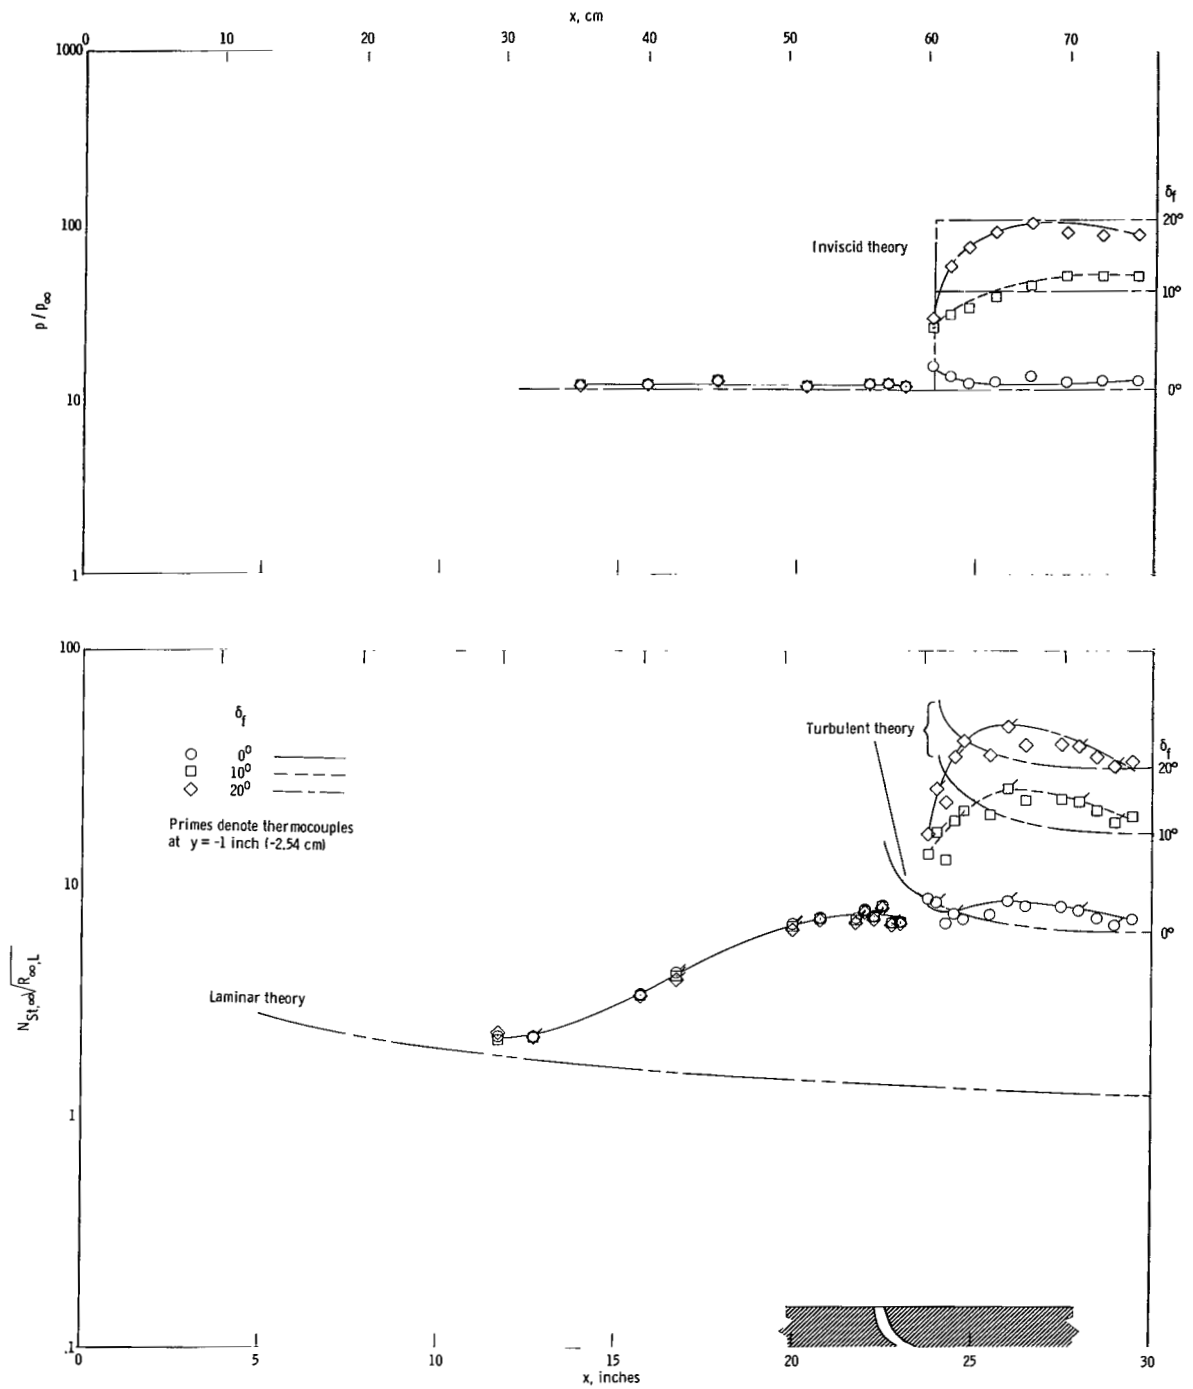 x, cm
0 10 20 30 40 50 60 70
1000
100
10
1
p/p∞
Inviscid theory
δf
20°
10°
0°
100
10
1
.1
N St,∞ √R∞,L
δf
0°
10°
20°
Primes denote thermocouples
at y = -1 inch (-2.54 cm)
Turbulent theory
δf
20°
10°
0°
Laminar theory
0 5 10 15 20 25 30
x, inches